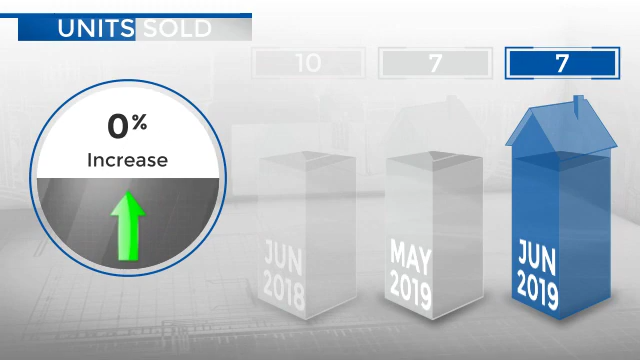 UNITS SOLD
10
7
7
0%
Increase
JUN
2018
MAY
2019
JUN
2019